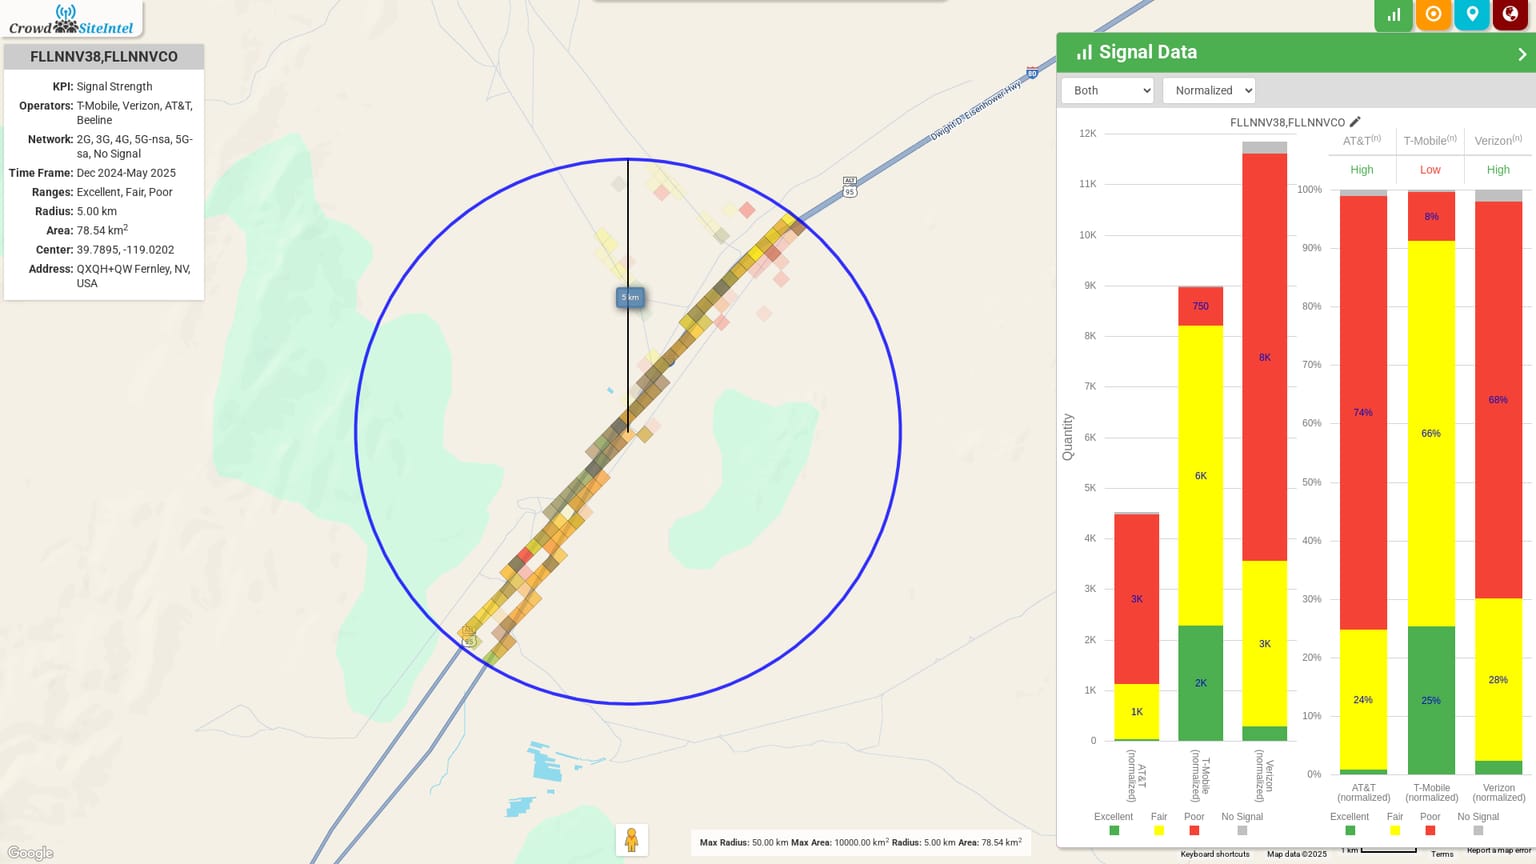 CrowdSiteIntel
FLLNNV38,FLLNNVCO
KPI: Signal Strength
Operators: T-Mobile, Verizon, AT&T,
Beeline
Network: 2G, 3G, 4G, 5G-nsa, 5G-
sa, No Signal
Time Frame: Dec 2024-May 2025
Ranges: Excellent, Fair, Poor
Radius: 5.00 km
Area: 78.54 km2
Center: 39.7895, -119.0202
Address: QXQH+QW Fernley, NV,
USA
80
Dwight D. Eisenhower Hwy
ALT
95
5 km
95
Google
Max Radius: 50.00 km Max Area: 10000.00 km2 Radius: 5.00 km Area: 78.54 km2
Signal Data
Both
Normalized
FLLNNV38,FLLNNVCO
12K
11K
10K
9K
8K
7K
6K
5K
4K
3K
2K
1K
0
Quantity
3K
1K
750
6K
2K
8K
3K
AT&T
(normalized)
T-Mobile
(normalized)
Verizon
(normalized)
Excellent
Fair
Poor
No Signal
AT&T(n)
T-Mobile(n)
Verizon(n)
High
Low
High
100%
90%
80%
70%
60%
50%
40%
30%
20%
10%
0%
74%
24%
8%
66%
25%
68%
28%
AT&T
(normalized)
T-Mobile
(normalized)
Verizon
(normalized)
Excellent
Fair
Poor
No Signal
Keyboard shortcuts
Map data ©2025
1 km
Terms
Report a map error